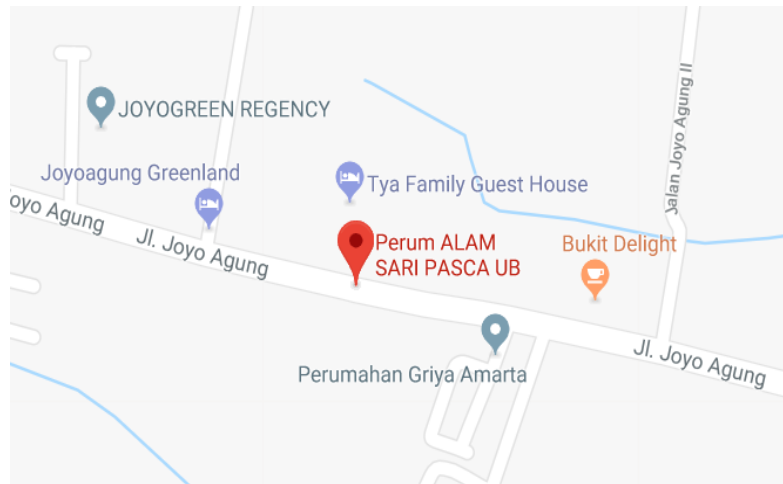 JOYOGREEN REGENCY
Jalan Joyo Agung II
Joyoagung Greenland
Tya Family Guest House
oyo Agung
Jl. Joyo Agung
Perum ALAM
SARI PASCA UB
Bukit Delight
Jl. Joyo Agung
Perumahan Griya Amarta